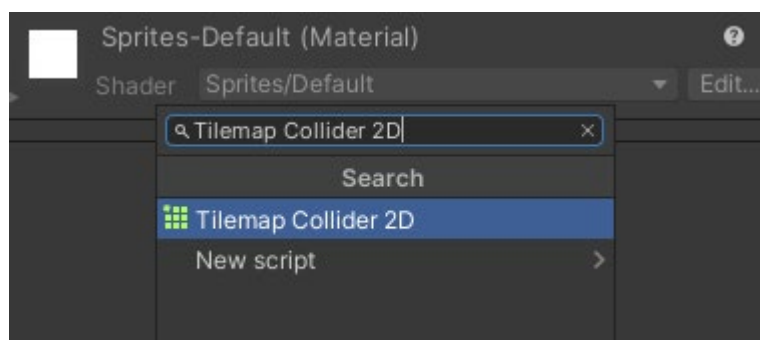 Sprites-Default (Material)
Shader Sprites/Default Edit...
Tilemap Collider 2D
Search
Tilemap Collider 2D
New script